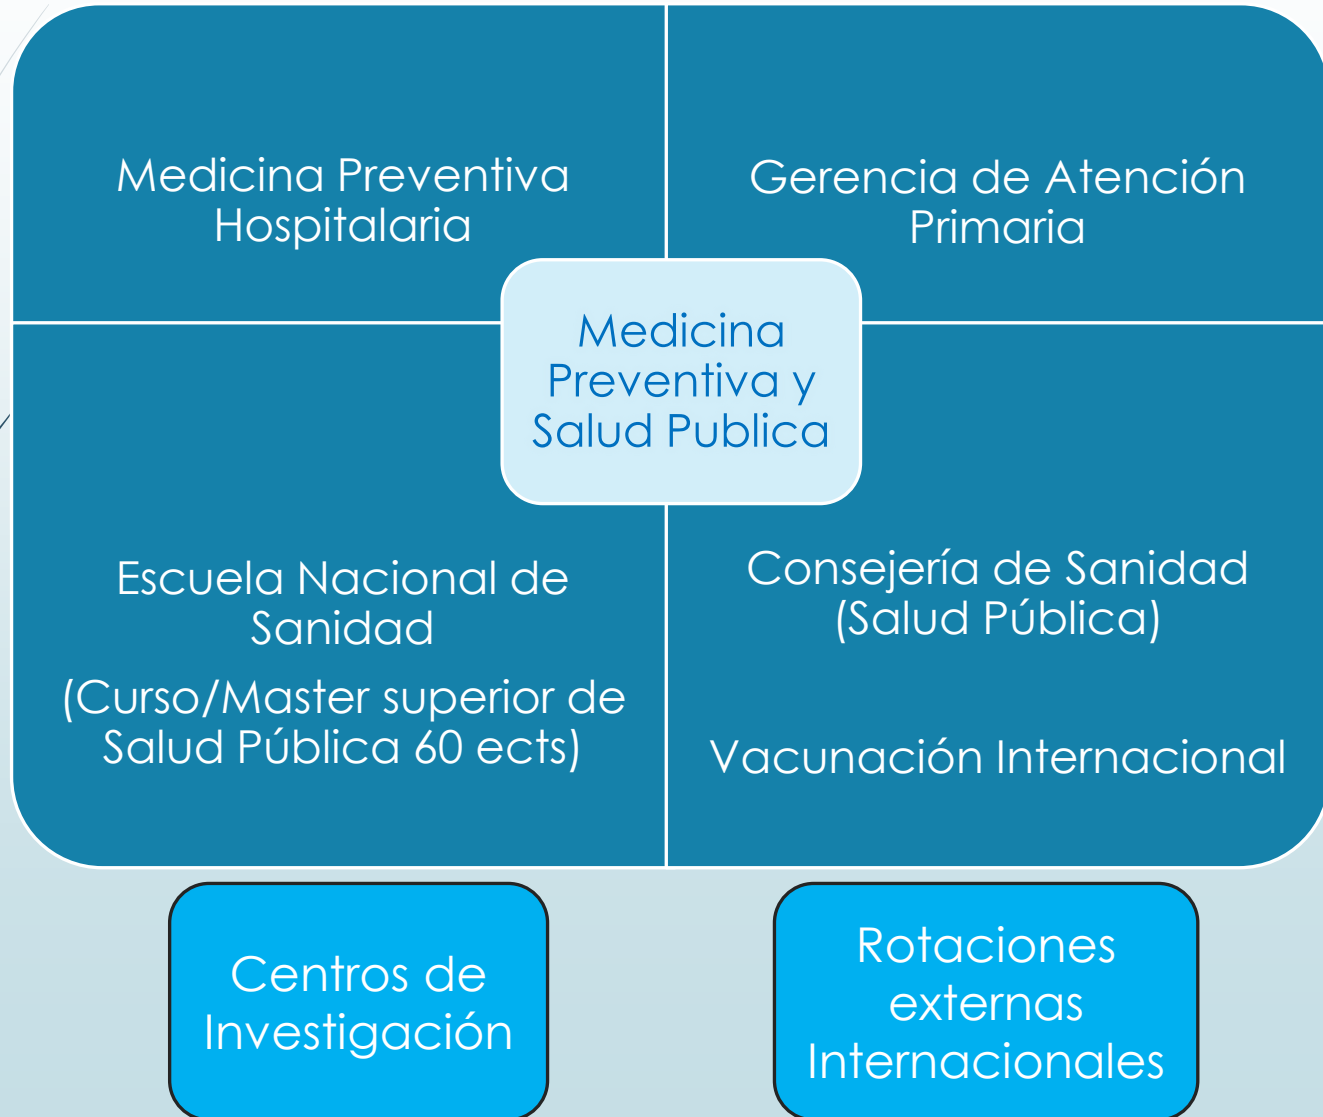 Medicina Preventiva
Hospitalaria
Gerencia de Atención
Primaria
Medicina
Preventiva y
Salud Publica
Escuela Nacional de
Sanidad
(Curso/Master superior de
Salud Pública 60 ects)
Consejería de Sanidad
(Salud Pública)
Vacunación Internacional
Centros de
Investigación
Rotaciones
externas
Internacionales